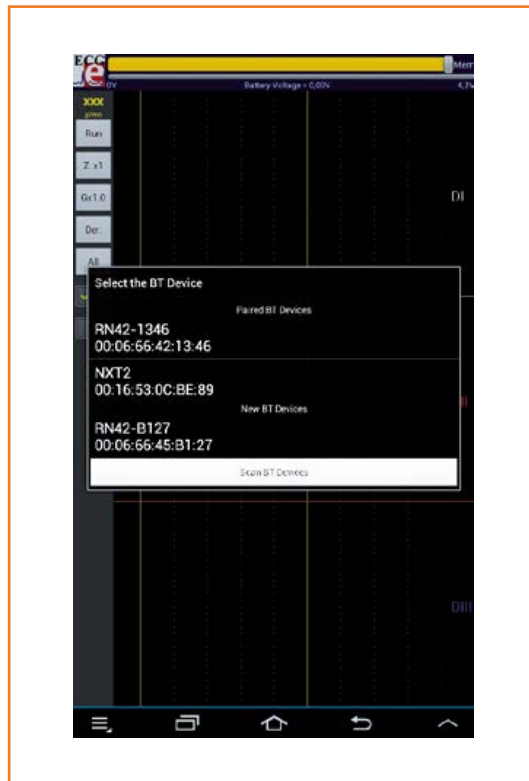 ECG
e
Mem
0V Battery Voltage = 0,00V 4,2V
xxx
p/mn
Run
Z x1
Gx1.0
DI
Der.
All
Select the BT Device
Paired BT Devices
RN42-1346
00:06:66:42:13:46
NXT2
00:16:53:0C:BE:89
New BT Devices
RN42-B127
00:06:66:45:B1:27
Scan BT Devices
DIII